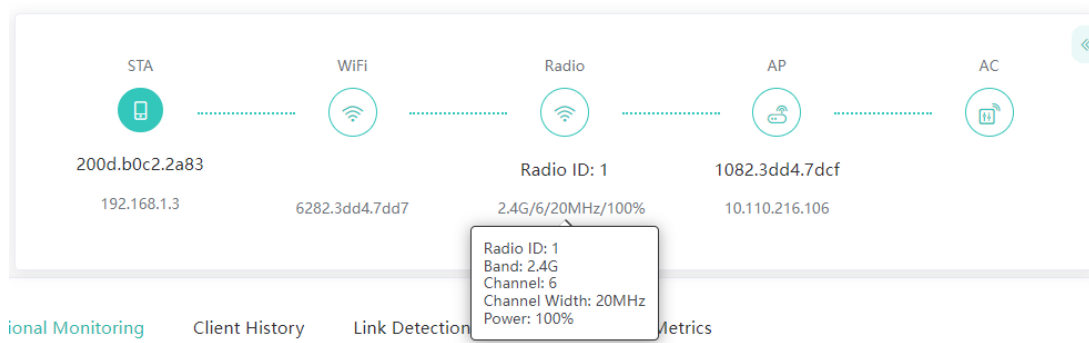 STA WiFi Radio AP AC
200d.b0c2.2a83 Radio ID: 1 1082.3dd4.7dcf
192.168.1.3 6282.3dd4.7dd7 2.4G/6/20MHz/100% 10.110.216.106
Radio ID: 1
Band: 2.4G
Channel: 6
Channel Width: 20MHz
Power: 100%
ional Monitoring Client History Link Detection Metrics